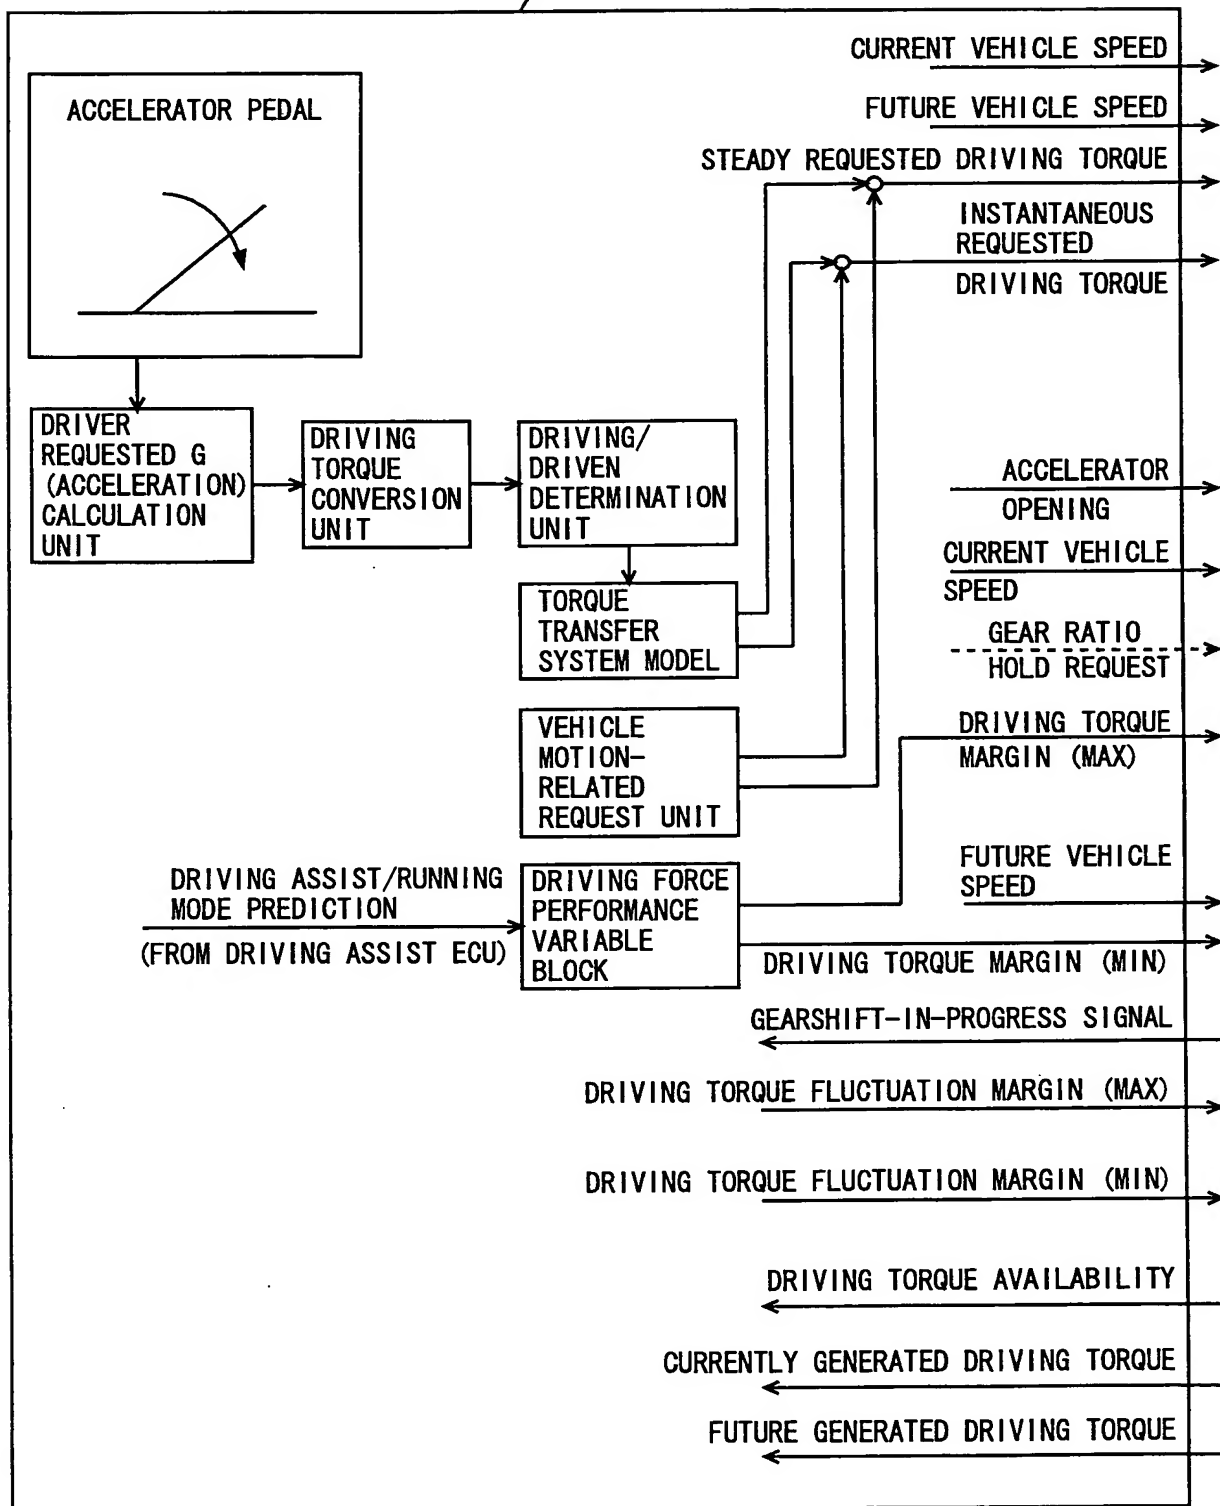 CURRENT VEHICLE SPEED
ACCELERATOR PEDAL
FUTURE VEHICLE SPEED
STEADY REQUESTED DRIVING TORQUE
INSTANTANEOUS
REQUESTED
DRIVING TORQUE
DRIVER
REQUESTED G
(ACCELERATION)
CALCULATION
UNIT
DRIVING
TORQUE
CONVERSION
UNIT
DRIVING/
DRIVEN
DETERMINATION
UNIT
ACCELERATOR
OPENING
CURRENT VEHICLE
SPEED
TORQUE
TRANSFER
SYSTEM MODEL
GEAR RATIO
HOLD REQUEST
VEHICLE
MOTION-
RELATED
REQUEST UNIT
DRIVING TORQUE
MARGIN (MAX)
DRIVING ASSIST/RUNNING
MODE PREDICTION
(FROM DRIVING ASSIST ECU)
DRIVING FORCE
PERFORMANCE
VARIABLE
BLOCK
FUTURE VEHICLE
SPEED
DRIVING TORQUE MARGIN (MIN)
GEARSHIFT-IN-PROGRESS SIGNAL
DRIVING TORQUE FLUCTUATION MARGIN (MAX)
DRIVING TORQUE FLUCTUATION MARGIN (MIN)
DRIVING TORQUE AVAILABILITY
CURRENTLY GENERATED DRIVING TORQUE
FUTURE GENERATED DRIVING TORQUE